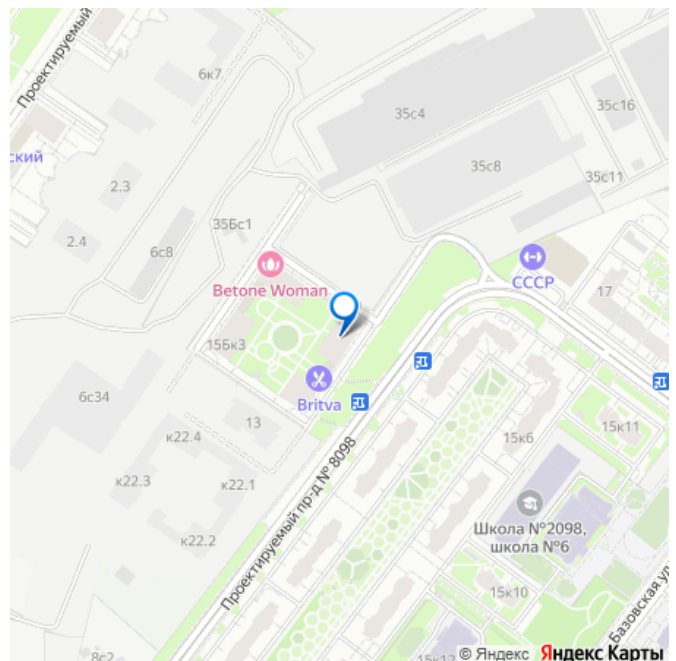 Проектируемый
6к7
35с4
35с16
ский
2.3
35с8
35с11
35Бс1
2.4
6с8
Betone Woman
СССР
17
15Бк3
6с34
Britva
13
15к11
к22.4
15к6
к22.3
к22.1
Проектируемый пр-д № 8098
Школа №2098,
школа №6
к22.2
15к10
Базовская ул
8с2
15к12
© Яндекс Яндекс Карты